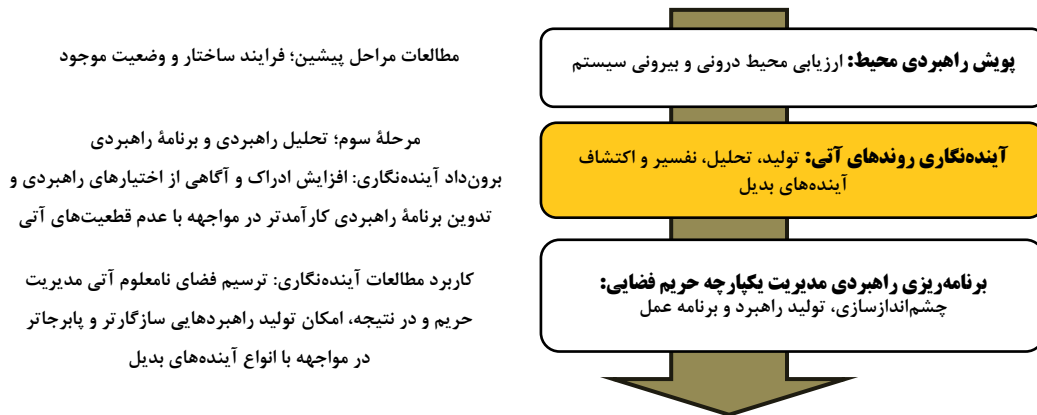 پویش راهبردی محیط: ارزیابی محیط درونی و بیرونی سیستم
مطالعات مراحل پیشین؛ فرایند ساختار و وضعیت موجود
آینده‌نگاری روندهای آتی: تولید، تحلیل، نفسیر و اکتشاف
آینده‌های بدیل
مرحلهٔ سوم؛ تحلیل راهبردی و برنامهٔ راهبردی
برون‌داد آینده‌نگاری: افزایش ادراک و آگاهی از اختیارهای راهبردی و
تدوین برنامهٔ راهبردی کارآمدتر در مواجهه با عدم قطعیت‌های آتی
برنامه‌ریزی راهبردی مدیریت یکپارچه حریم فضایی:
چشم‌اندازسازی، تولید راهبرد و برنامه عمل
کاربرد مطالعات آینده‌نگاری: ترسیم فضای نامعلوم آتی مدیریت
حریم و در نتیجه، امکان تولید راهبردهایی سازگارتر و پابرجاتر
در مواجهه با انواع آینده‌های بدیل